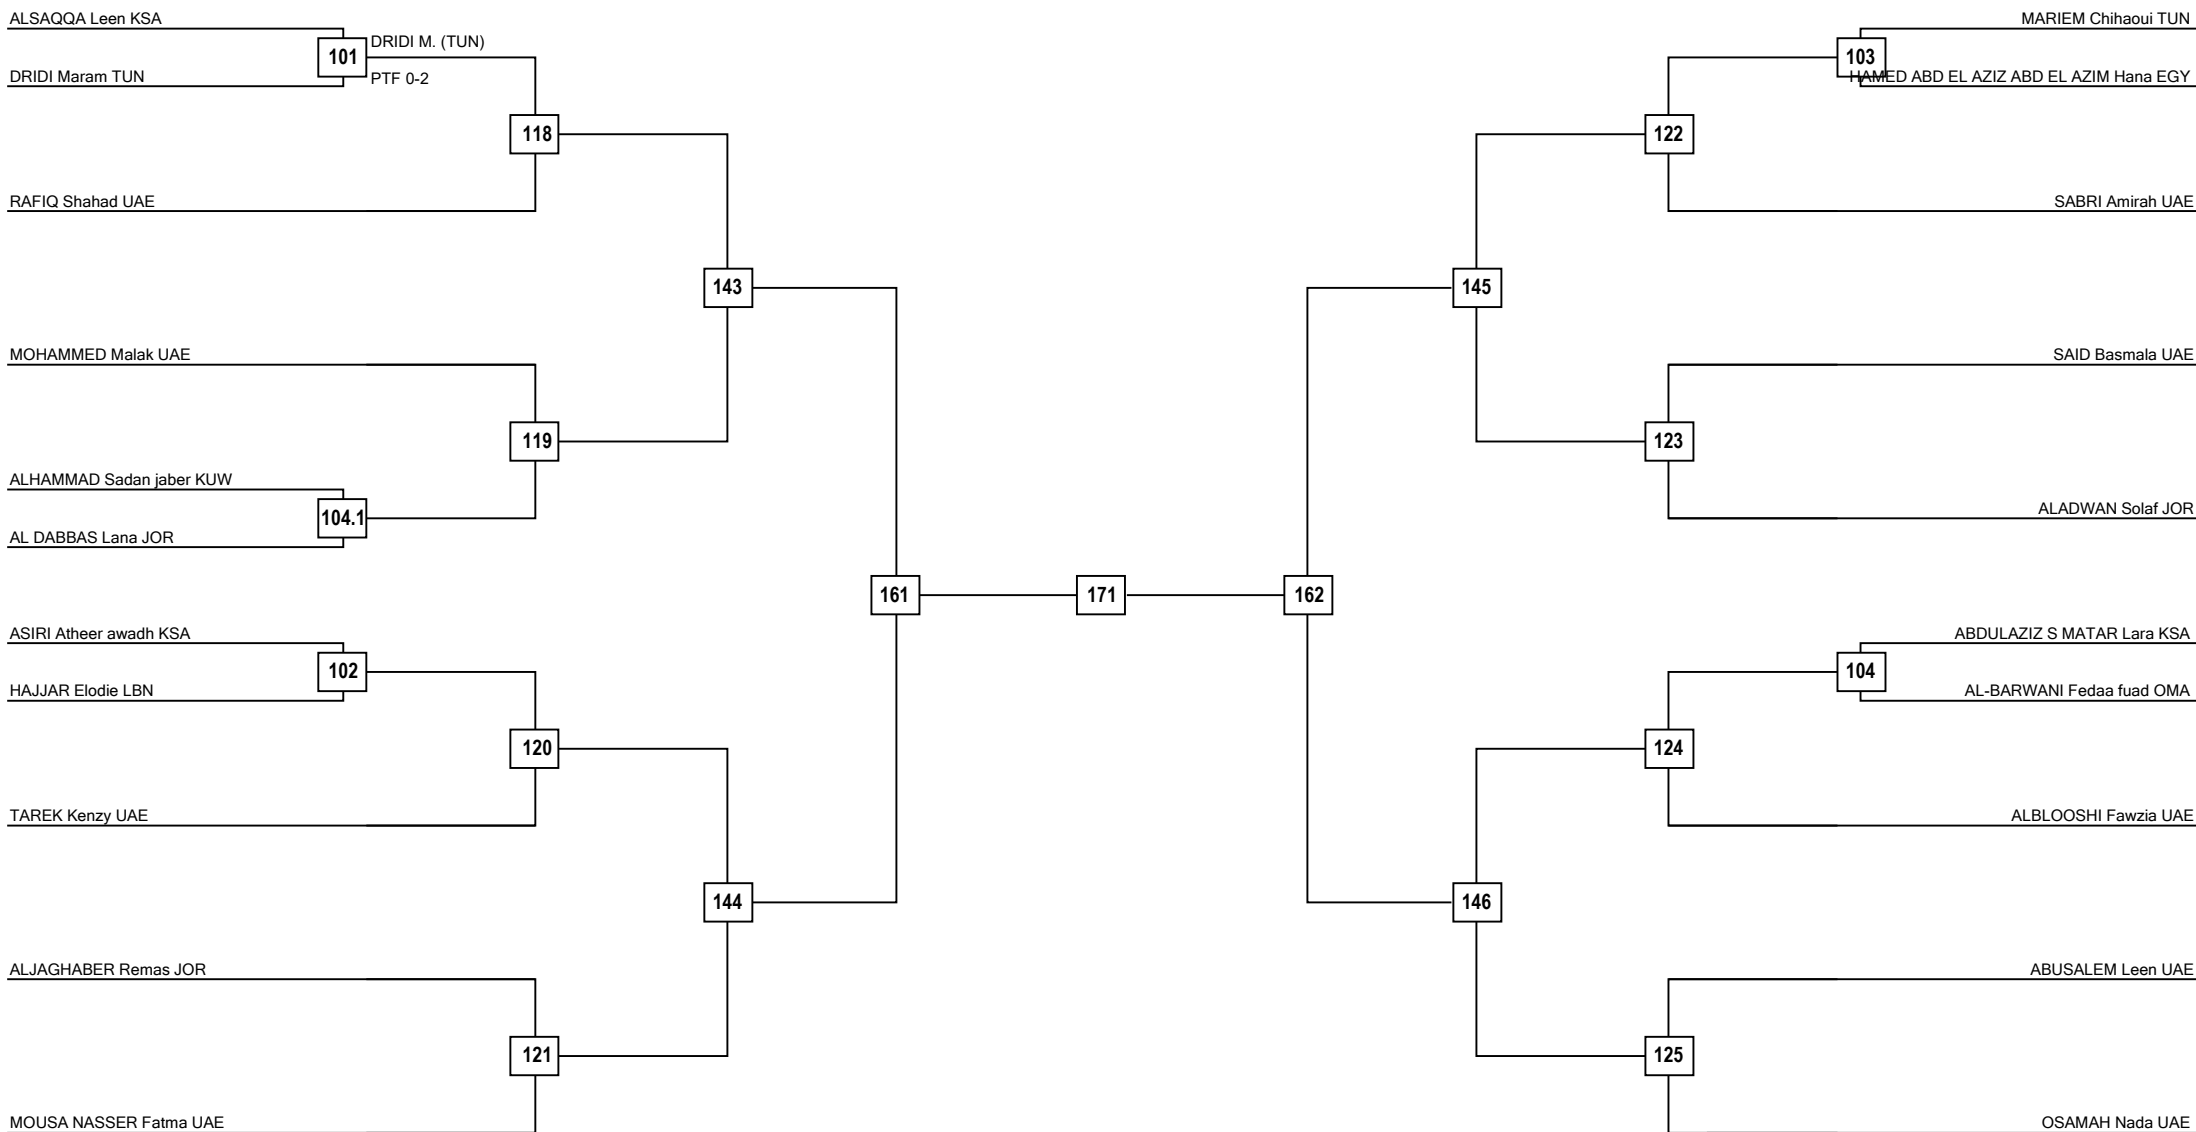 ALSAQQA Leen KSA
101
DRIDI M. (TUN)
DRIDI Maram TUN
PTF 0-2
118
RAFIQ Shahad UAE
143
MOHAMMED Malak UAE
119
ALHAMMAD Sadan jaber KUW
104.1
AL DABBAS Lana JOR
161
171
162
ASIRI Atheer awadh KSA
102
HAJJAR Elodie LBN
120
TAREK Kenzy UAE
144
ALJAGHABER Remas JOR
121
MOUSA NASSER Fatma UAE
MARIEM Chihaoui TUN
103
HAMED ABD EL AZIZ ABD EL AZIM Hana EGY
122
SABRI Amirah UAE
145
SAID Basmala UAE
123
ALADWAN Solaf JOR
ABDULAZIZ S MATAR Lara KSA
104
AL-BARWANI Fedaa fuad OMA
124
ALBLOOSHI Fawzia UAE
146
ABUSALEM Leen UAE
125
OSAMAH Nada UAE